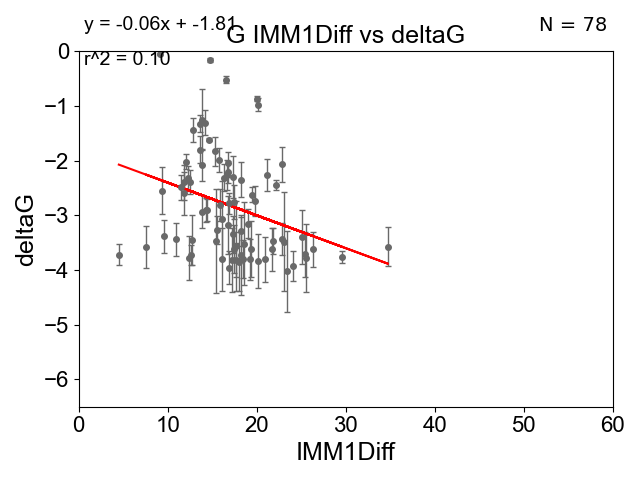 y = -0.06x + -1.81
N = 78
G IMM1Diff vs deltaG
r^2 = 0.10
0
−1
−2
−3
−4
−5
−6
deltaG
0 10 20 30 40 50 60
IMM1Diff